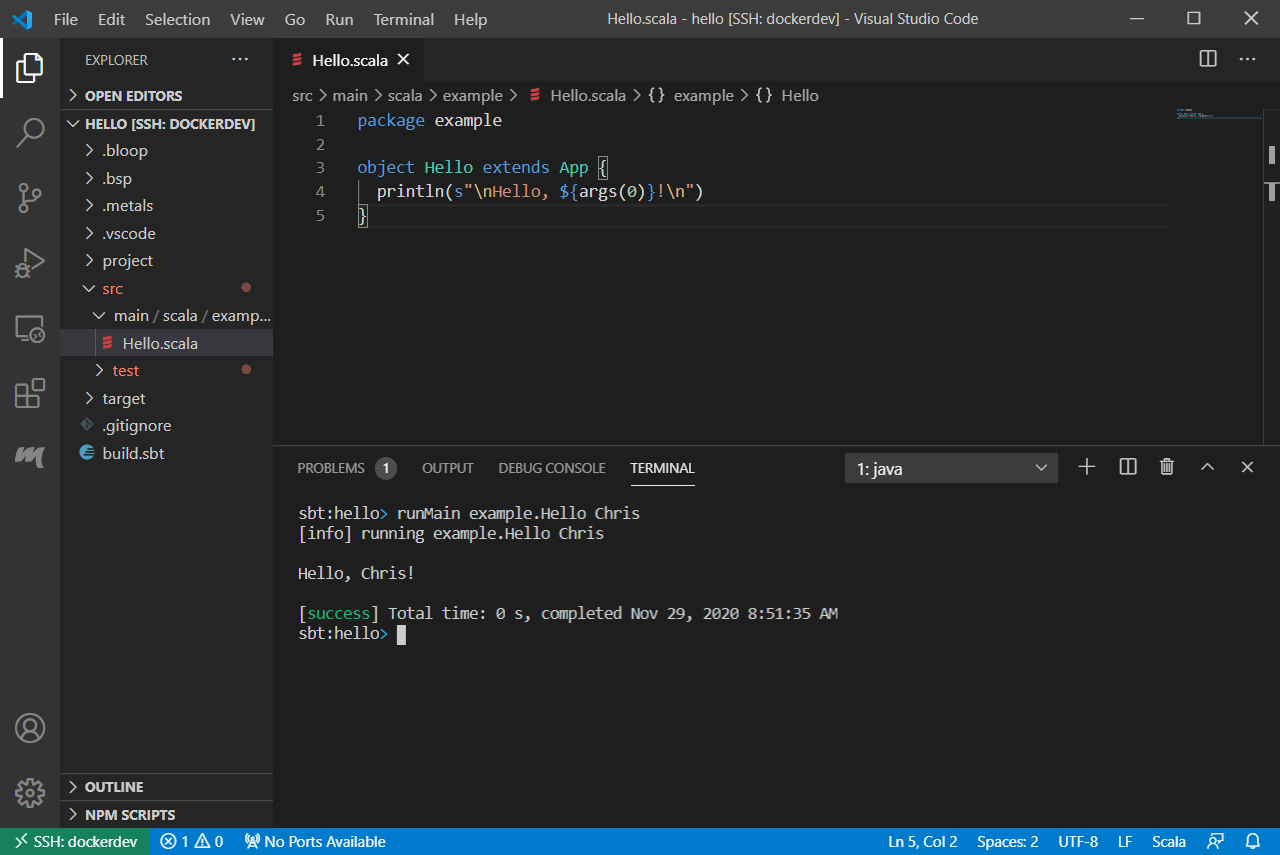 File Edit Selection View Go Run Terminal Help Hello.scala - hello [SSH: dockerdev] - Visual Studio Code
EXPLORER
OPEN EDITORS
HELLO [SSH: DOCKERDEV]
.bloop
.bsp
.metals
.vscode
project
src
main / scala / examp...
Hello.scala
test
target
.gitignore
build.sbt
OUTLINE
NPM SCRIPTS
Hello.scala
src > main > scala > example > Hello.scala > {} example > {} Hello
1 package example
2
3 object Hello extends App {
4 println(s"\nHello, ${args(0)}!\n")
5 }
PROBLEMS 1 OUTPUT DEBUG CONSOLE TERMINAL 1: java
sbt:hello> runMain example.Hello Chris
[info] running example.Hello Chris
Hello, Chris!
[success] Total time: 0 s, completed Nov 29, 2020 8:51:35 AM
sbt:hello>
SSH: dockerdev 1 0 No Ports Available Ln 5, Col 2 Spaces: 2 UTF-8 LF Scala